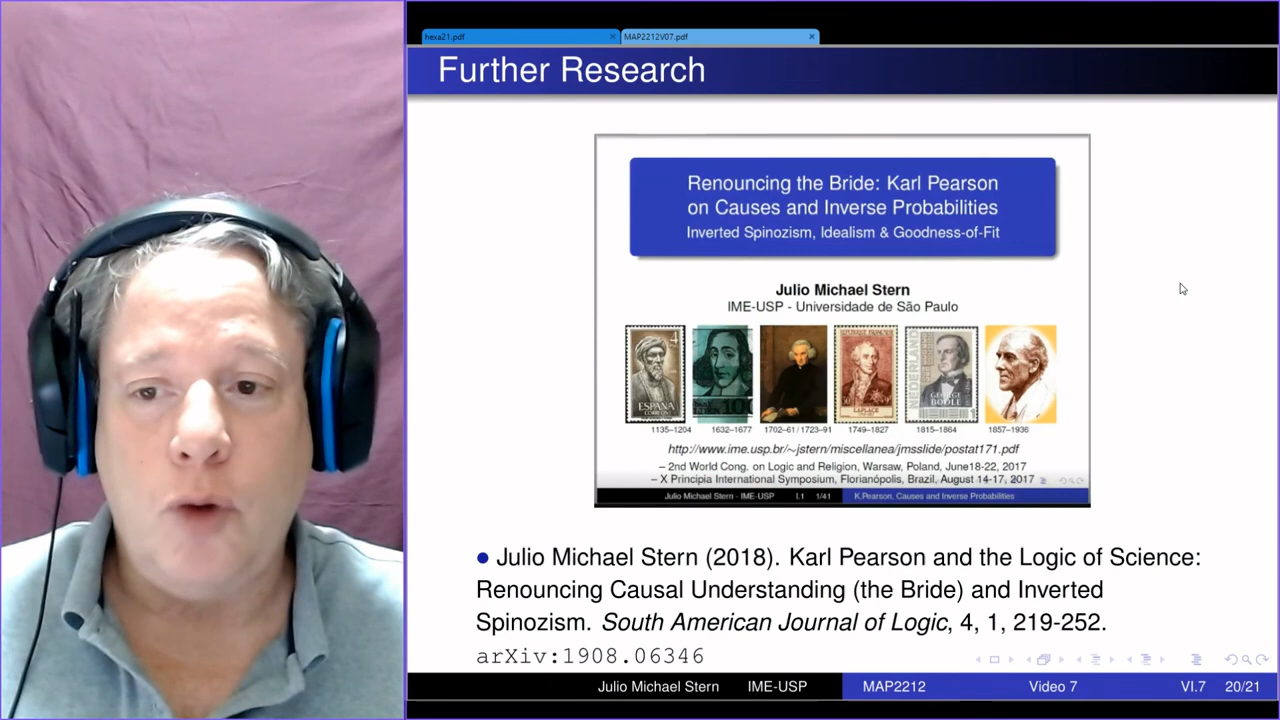 hexa21.pdf
MAP2212V07.pdf
Further Research
Renouncing the Bride: Karl Pearson
on Causes and Inverse Probabilities
Inverted Spinozism, Idealism & Goodness-of-Fit
Julio Michael Stern
IME-USP - Universidade de São Paulo
4
ESPAÑA
CORREOS
LAPLACE
NEDERLAND
GEORGE
BOOLE
1135–1204
1632–1677
1702–61 / 1723–91
1749–1827
1815–1864
1857–1936
http://www.ime.usp.br/~jstern/miscellanea/jmsslide/postat171.pdf
– 2nd World Cong. on Logic and Religion, Warsaw, Poland, June18-22, 2017
– X Principia International Symposium, Florianópolis, Brazil, August 14-17, 2017
Julio Michael Stern - IME-USP I.1 1/41 K.Pearson, Causes and Inverse Probabilities
• Julio Michael Stern (2018). Karl Pearson and the Logic of Science:
Renouncing Causal Understanding (the Bride) and Inverted
Spinozism. South American Journal of Logic, 4, 1, 219-252.
arXiv:1908.06346
Julio Michael Stern IME-USP MAP2212 Video 7 VI.7 20/21